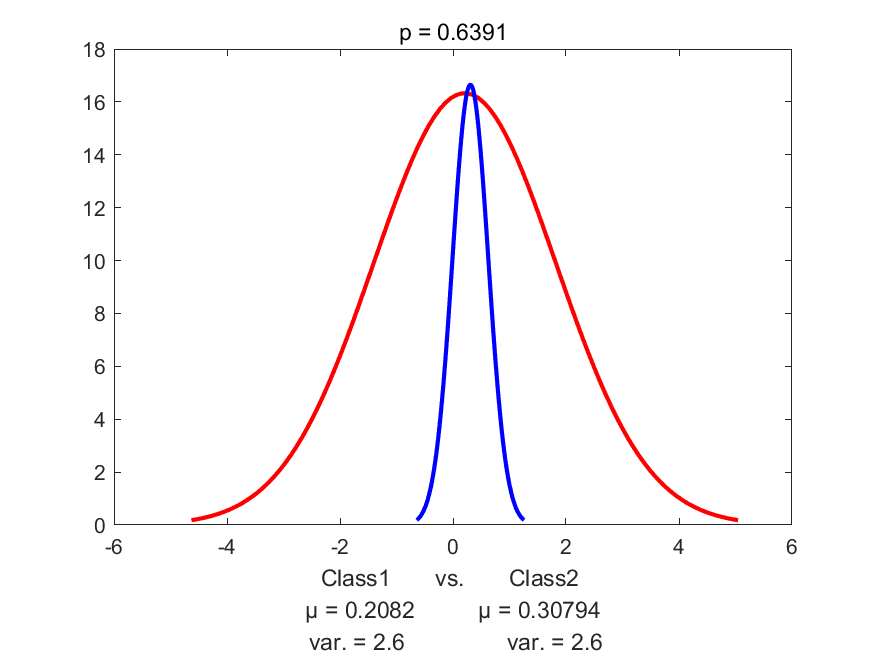 p = 0.6391
18
16
14
12
10
8
6
4
2
0
-6 -4 -2 0 2 4 6
Class1 vs. Class2
μ = 0.2082 μ = 0.30794
var. = 2.6 var. = 2.6